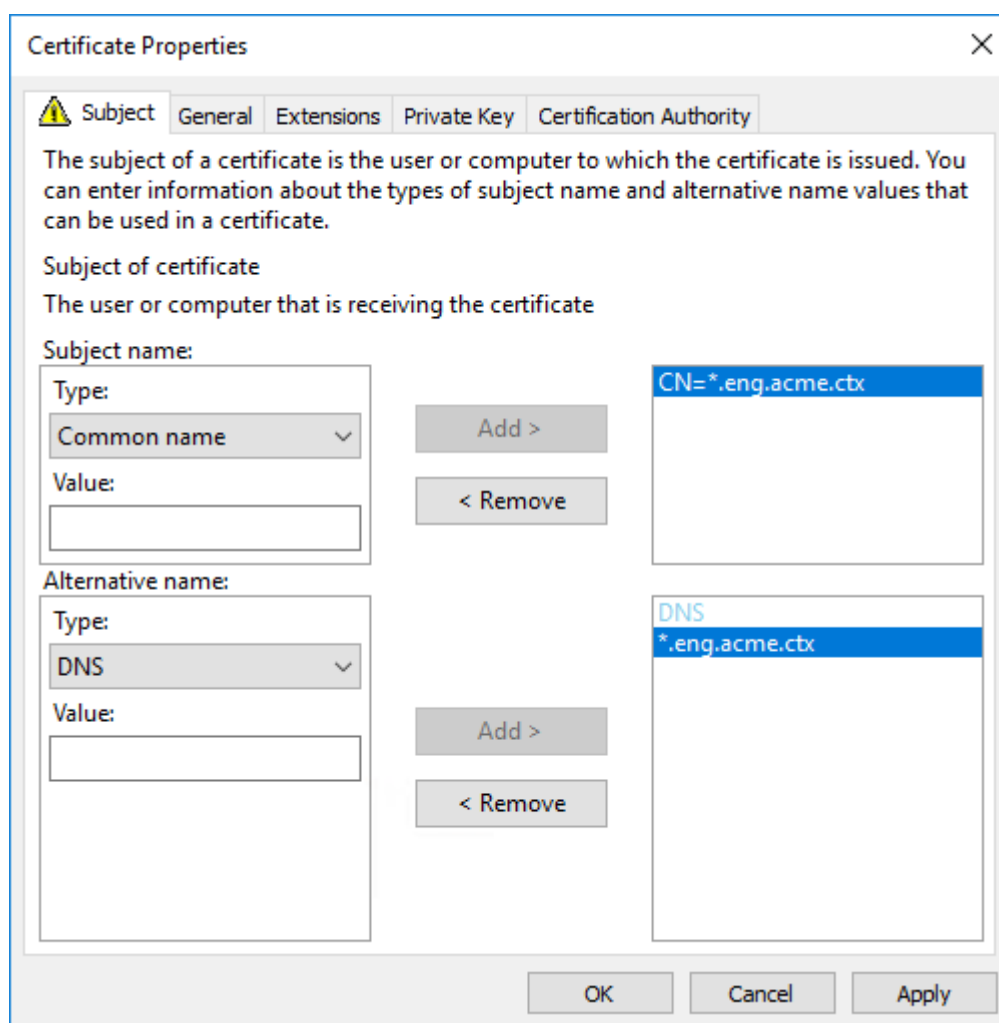 Certificate Properties
Subject General Extensions Private Key Certification Authority
The subject of a certificate is the user or computer to which the certificate is issued. You
can enter information about the types of subject name and alternative name values that
can be used in a certificate.
Subject of certificate
The user or computer that is receiving the certificate
Subject name:
Type:
Common name
Value:
Add >
< Remove
CN=*.eng.acme.ctx
Alternative name:
Type:
DNS
Value:
Add >
< Remove
DNS
*.eng.acme.ctx
OK Cancel Apply